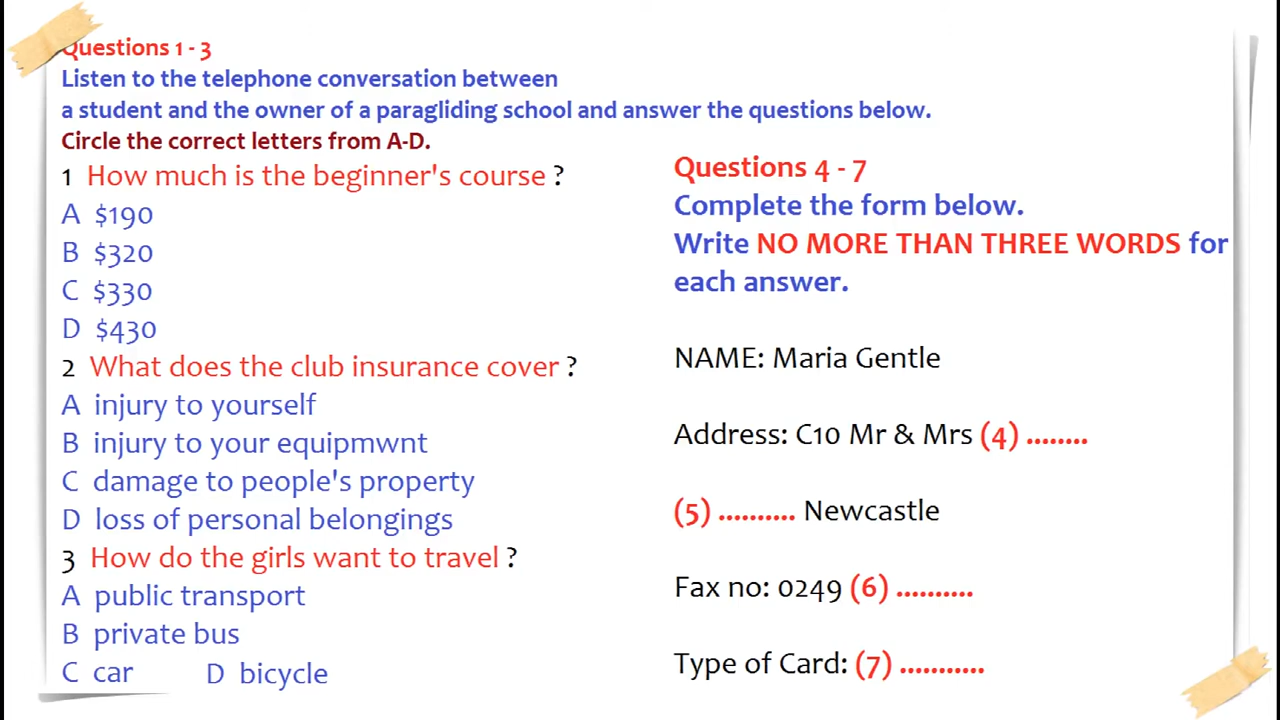 Questions 1 - 3
Listen to the telephone conversation between
a student and the owner of a paragliding school and answer the questions below.
Circle the correct letters from A-D.
1 How much is the beginner's course ?
A $190
B $320
C $330
D $430
2 What does the club insurance cover ?
A injury to yourself
B injury to your equipmwnt
C damage to people's property
D loss of personal belongings
3 How do the girls want to travel ?
A public transport
B private bus
C car D bicycle
Questions 4 - 7
Complete the form below.
Write NO MORE THAN THREE WORDS for
each answer.
NAME: Maria Gentle
Address: C10 Mr & Mrs (4) ........
(5) .......... Newcastle
Fax no: 0249 (6) ..........
Type of Card: (7) ...........